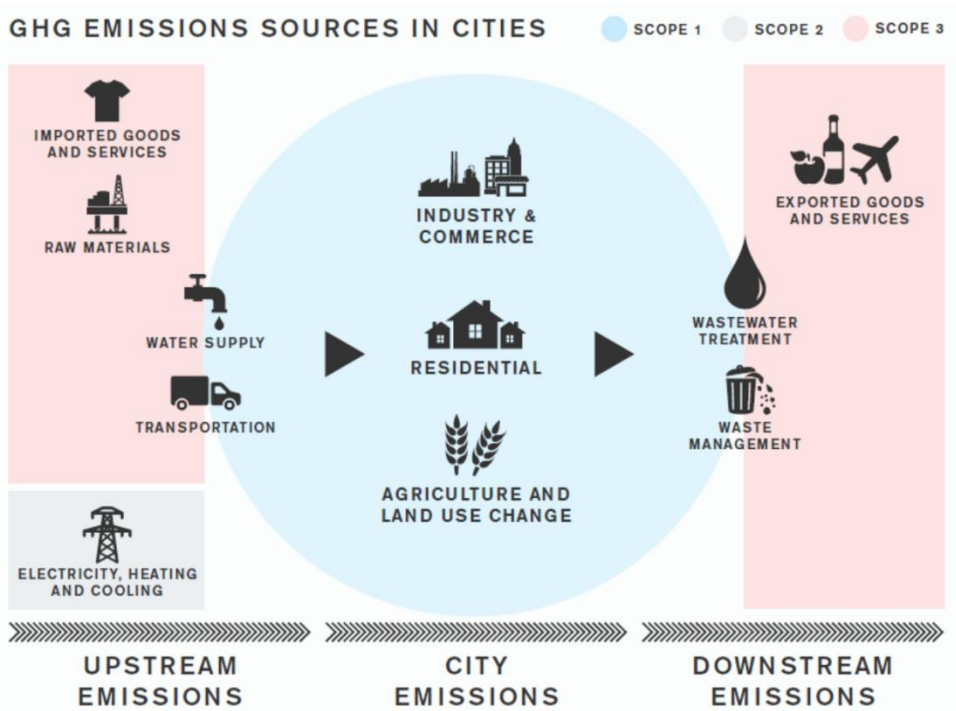 GHG EMISSIONS SOURCES IN CITIES
SCOPE 1
SCOPE 2
SCOPE 3
IMPORTED GOODS
AND SERVICES
RAW MATERIALS
WATER SUPPLY
TRANSPORTATION
ELECTRICITY, HEATING
AND COOLING
INDUSTRY &
COMMERCE
RESIDENTIAL
AGRICULTURE AND
LAND USE CHANGE
EXPORTED GOODS
AND SERVICES
WASTEWATER
TREATMENT
WASTE
MANAGEMENT
UPSTREAM
EMISSIONS
CITY
EMISSIONS
DOWNSTREAM
EMISSIONS